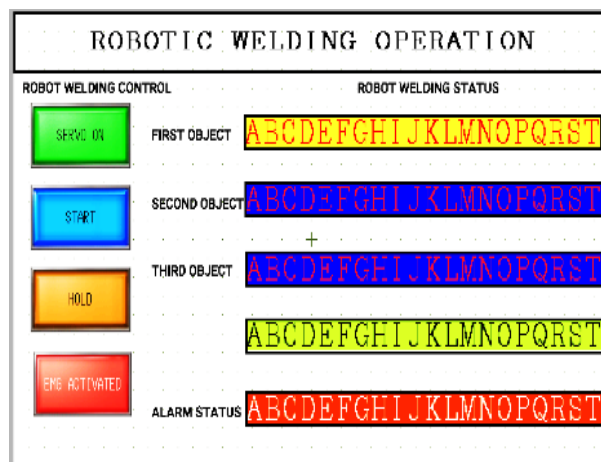 ROBOTIC WELDING OPERATION
ROBOT WELDING CONTROL
ROBOT WELDING STATUS
SERVO ON
FIRST OBJECT
ABCDEFGHIJKLMNOPQRST
START
SECOND OBJECT
ABCDEFGHIJKLMNOPQRST
HOLD
THIRD OBJECT
ABCDEFGHIJKLMNOPQRST
ABCDEFGHIJKLMNOPQRST
EMG ACTIVATED
ALARM STATUS
ABCDEFGHIJKLMNOPQRST